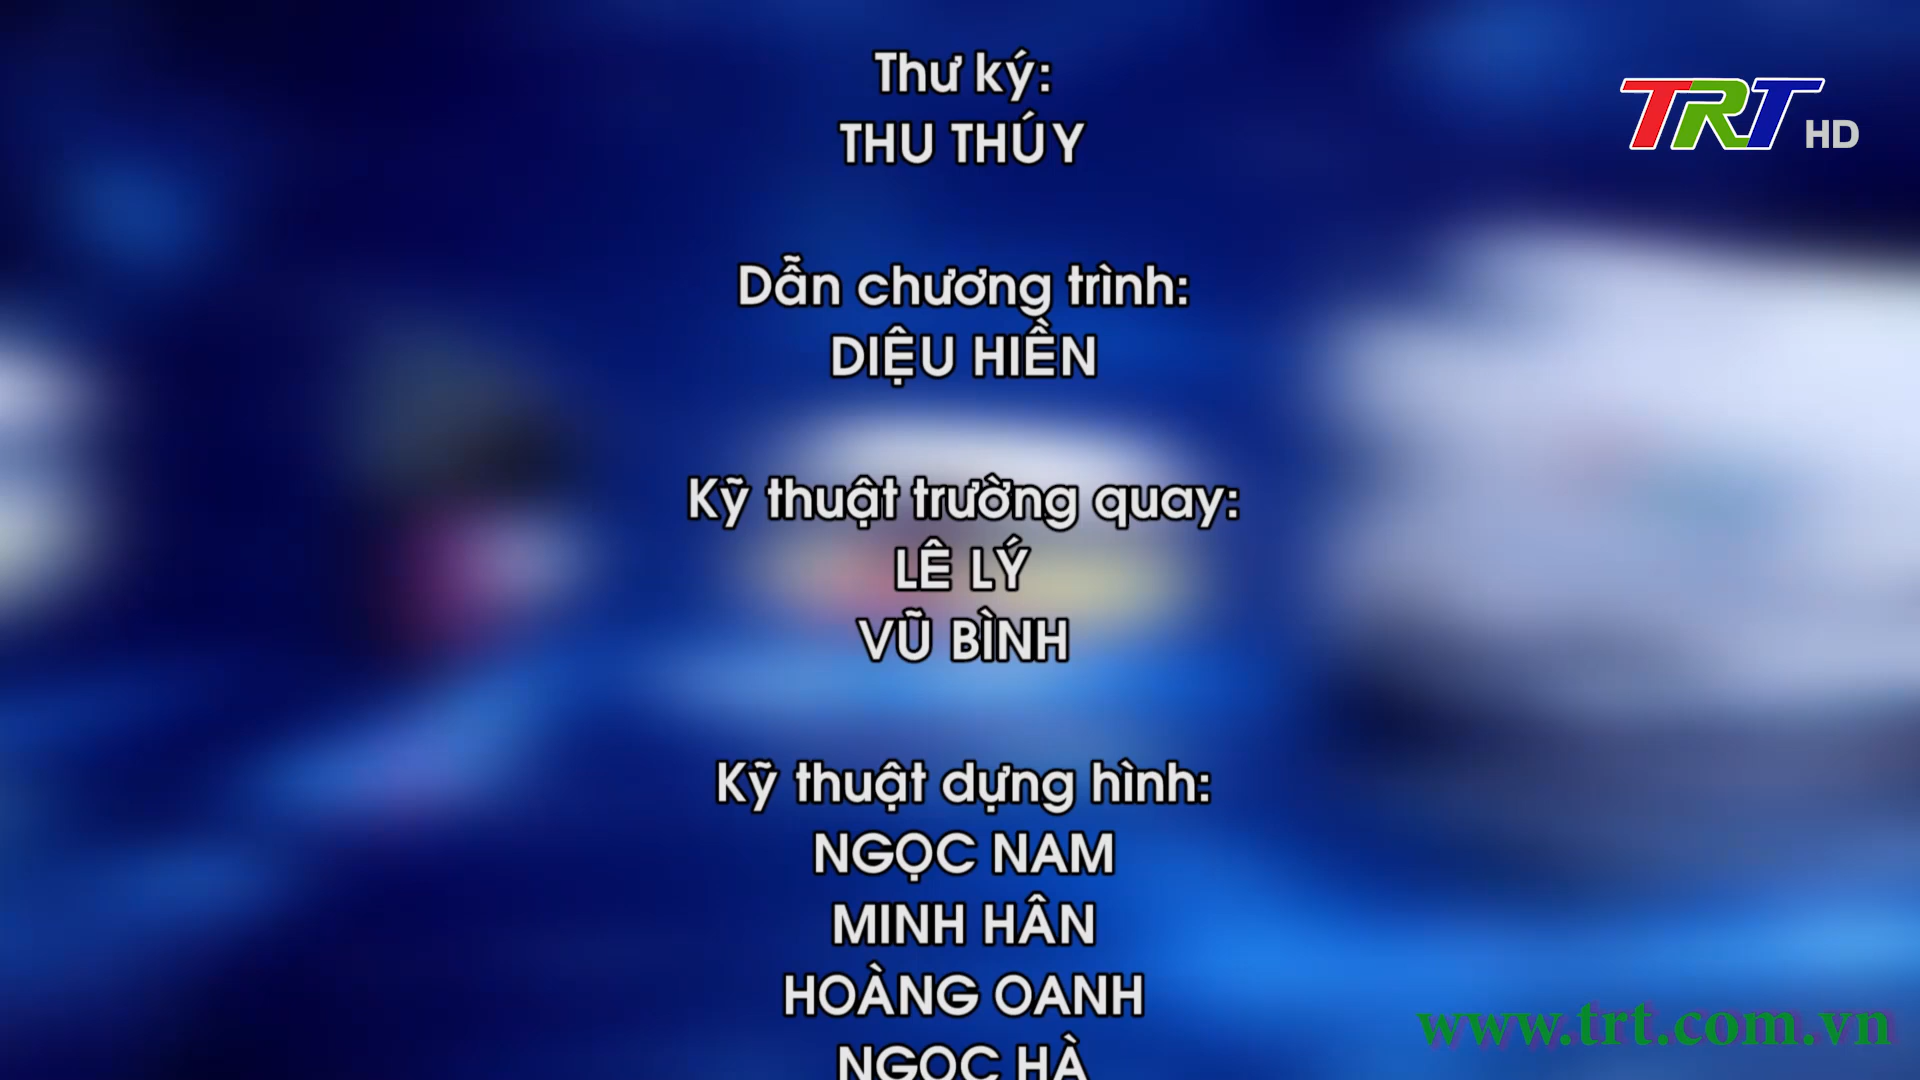 Thư ký:
THU THÚY
TRT HD
Dẫn chương trình:
DIỆU HIỀN
Kỹ thuật trường quay:
LÊ LÝ
VŨ BÌNH
Kỹ thuật dựng hình:
NGỌC NAM
MINH HÂN
HOÀNG OANH
www.trt.com.vn
NGỌC HÀ